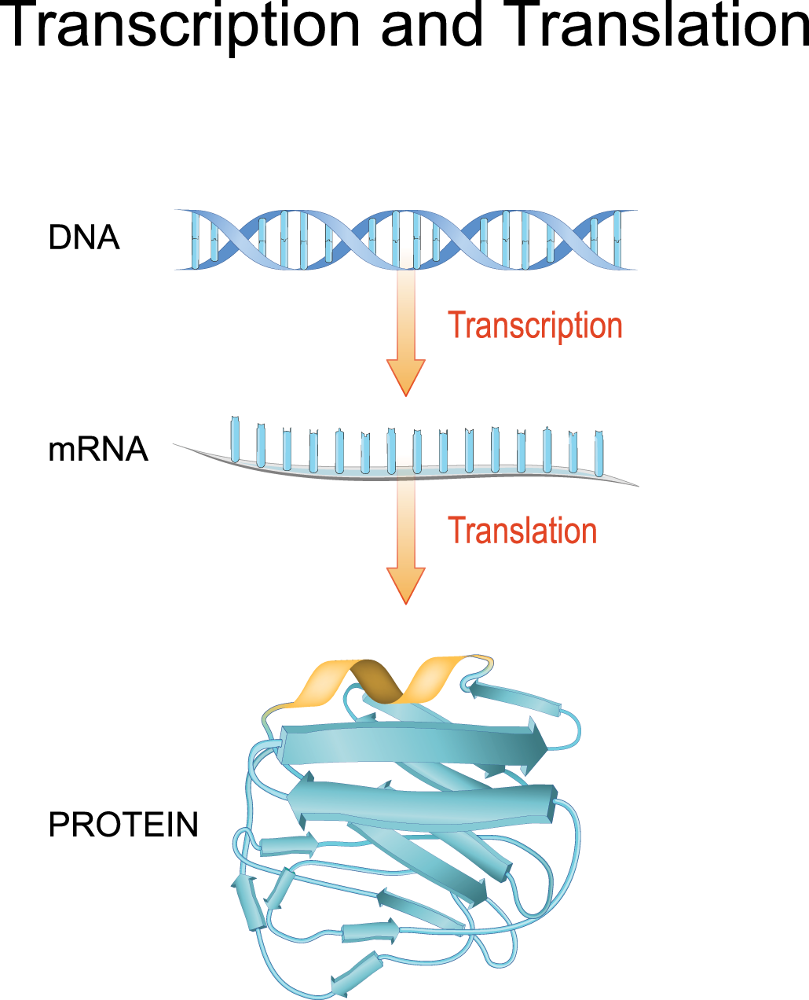 Transcription and Translation
DNA
Transcription
mRNA
Translation
PROTEIN